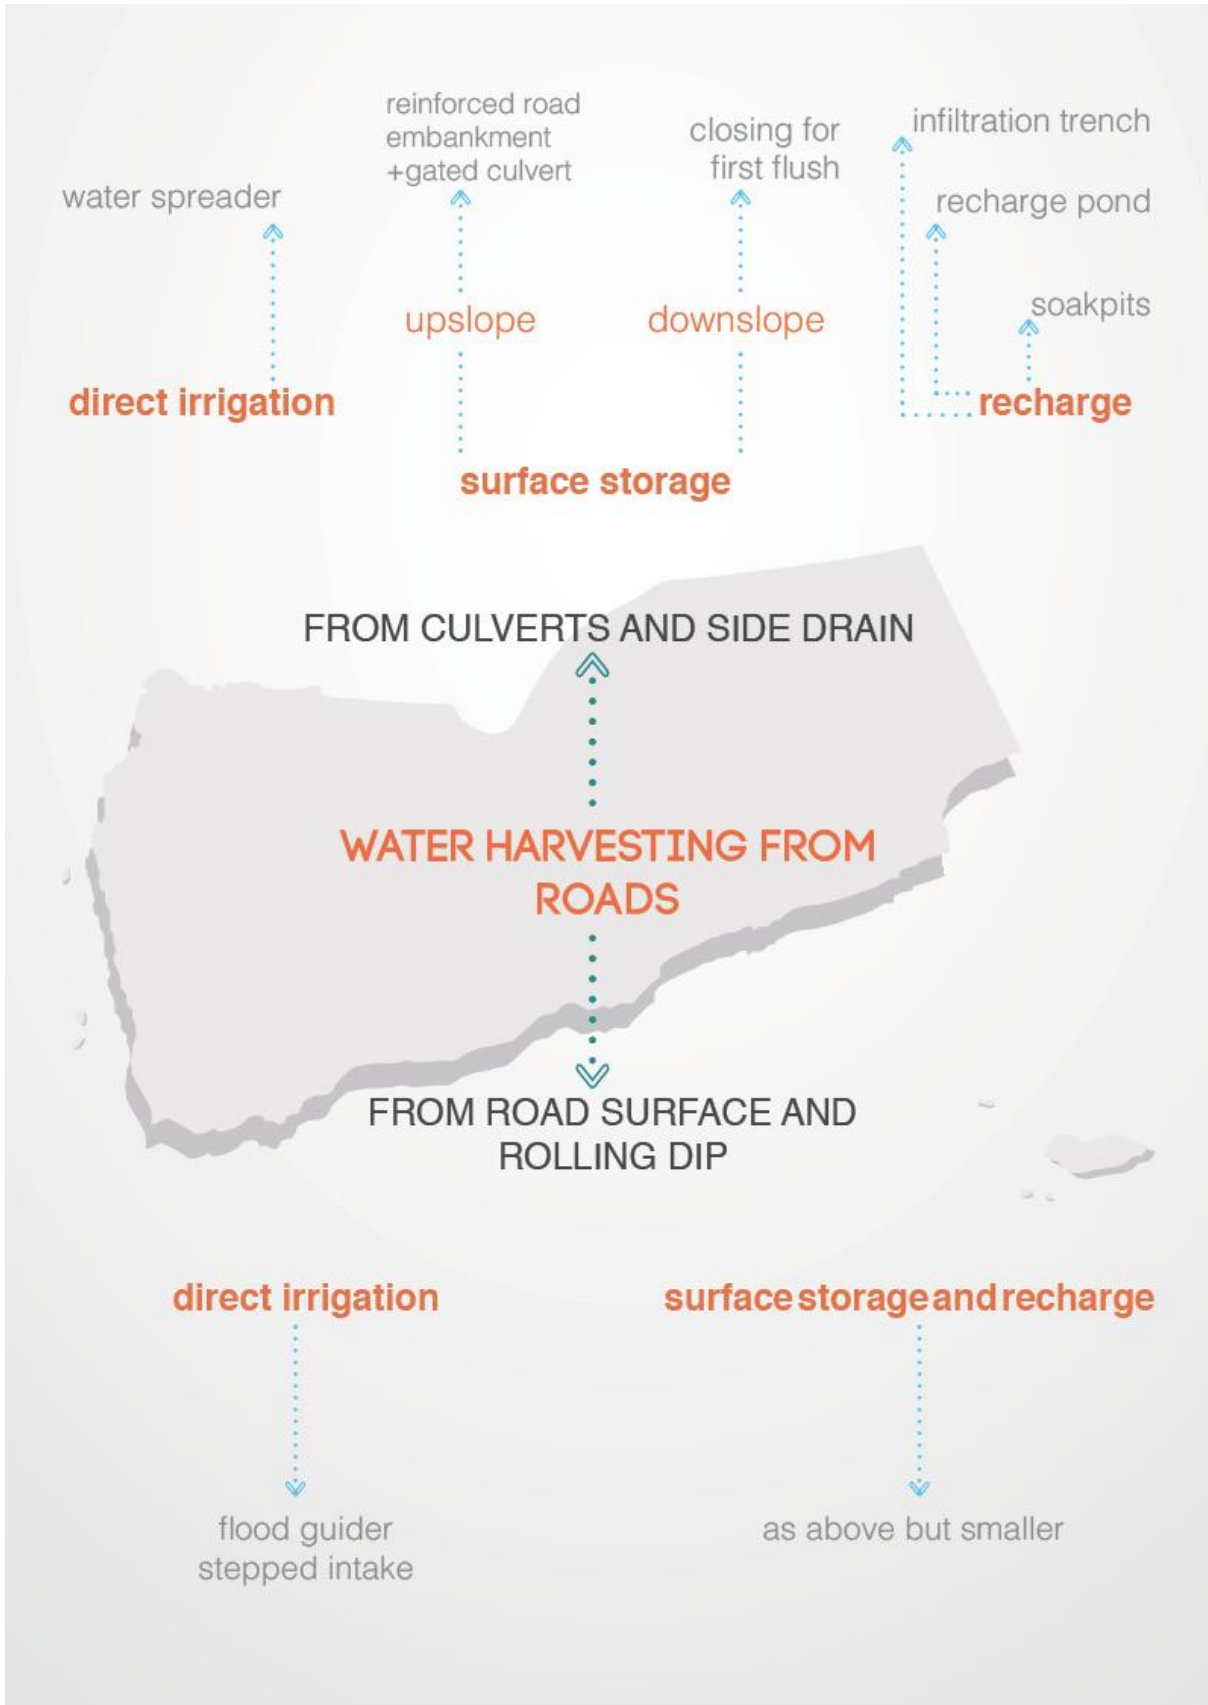 reinforced road
embankment
+gated culvert
closing for
first flush
infiltration trench
water spreader
recharge pond
upslope
downslope
soakpits
direct irrigation
recharge
surface storage
FROM CULVERTS AND SIDE DRAIN
WATER HARVESTING FROM
ROADS
FROM ROAD SURFACE AND
ROLLING DIP
direct irrigation
surface storage and recharge
flood guider
stepped intake
as above but smaller